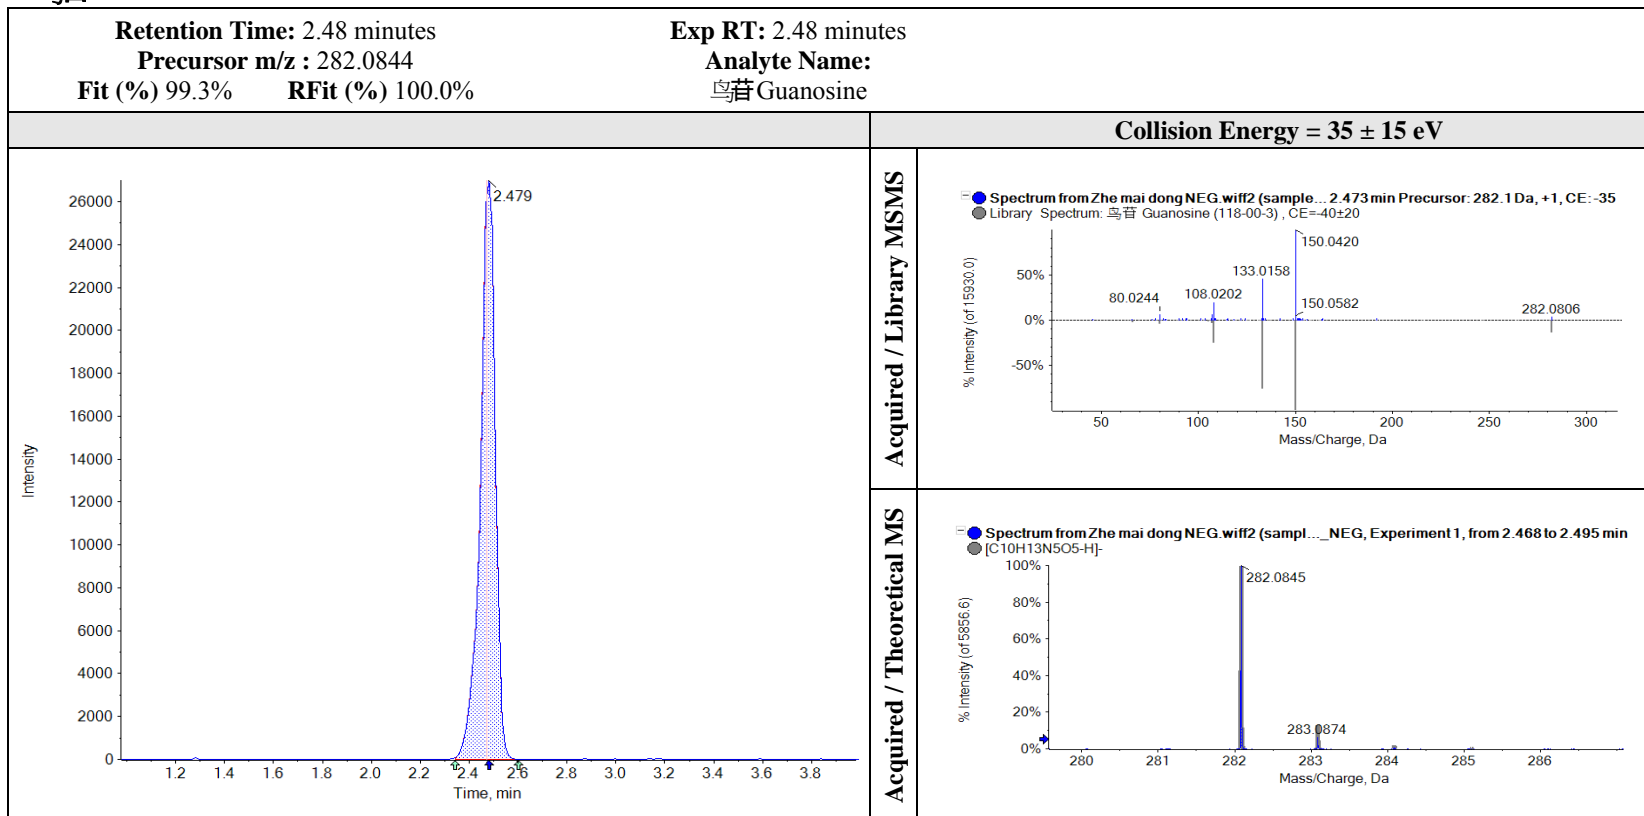 Retention Time: 2.48 minutes
Exp RT: 2.48 minutes
Precursor m/z : 282.0844
Analyte Name:
Fit (%) 99.3% RFit (%) 100.0%
鸟苷Guanosine
Collision Energy = 35 ± 15 eV
26000
24000
22000
20000
18000
16000
14000
12000
10000
8000
6000
4000
2000
0
Intensity
2.479
1.2 1.4 1.6 1.8 2.0 2.2 2.4 2.6 2.8 3.0 3.2 3.4 3.6 3.8
Time, min
Acquired / Library MSMS
Spectrum from Zhe mai dong NEG.wiff2 (sample... 2.473 min Precursor: 282.1 Da, +1, CE: -35
Library Spectrum: 鸟苷 Guanosine (118-00-3) , CE=-40±20
% Intensity (of 15930.0)
50%
0%
-50%
80.0244
108.0202
133.0158
150.0420
150.0582
282.0806
50 100 150 200 250 300
Mass/Charge, Da
Acquired / Theoretical MS
Spectrum from Zhe mai dong NEG.wiff2 (sampl..._NEG, Experiment 1, from 2.468 to 2.495 min
[C10H13N5O5-H]-
% Intensity (of 5856.6)
100%
80%
60%
40%
20%
0%
282.0845
283.0874
280 281 282 283 284 285 286
Mass/Charge, Da